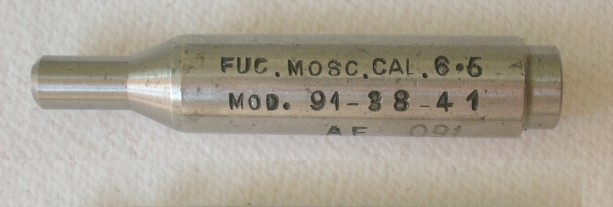 FUC. MOSC. CAL. 6.5
MOD. 91-38-41
AF 091